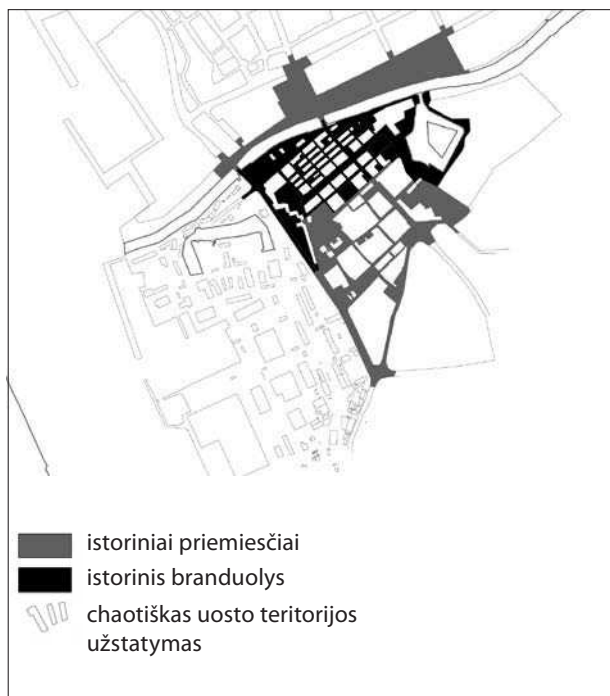 istoriniai priemiesčiai
istorinis branduolys
chaotiškas uosto teritorijos
užstatymas